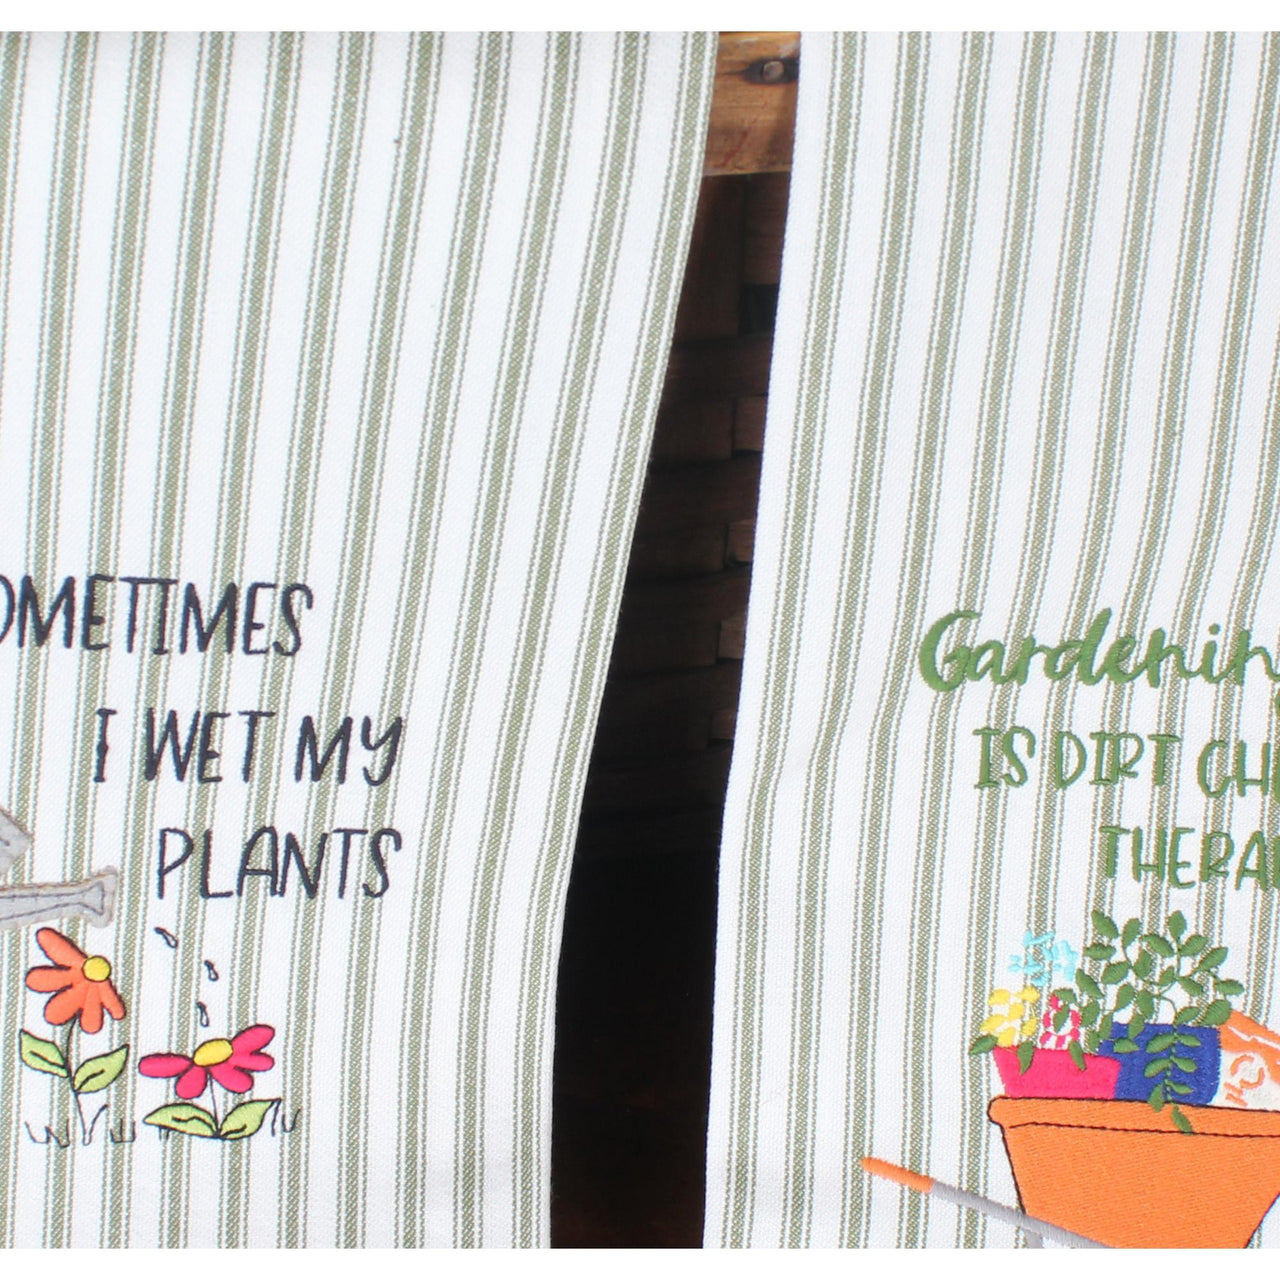 OMETIMES
I WET MY
PLANTS
Gardenin
IS DIRT CH
THERA